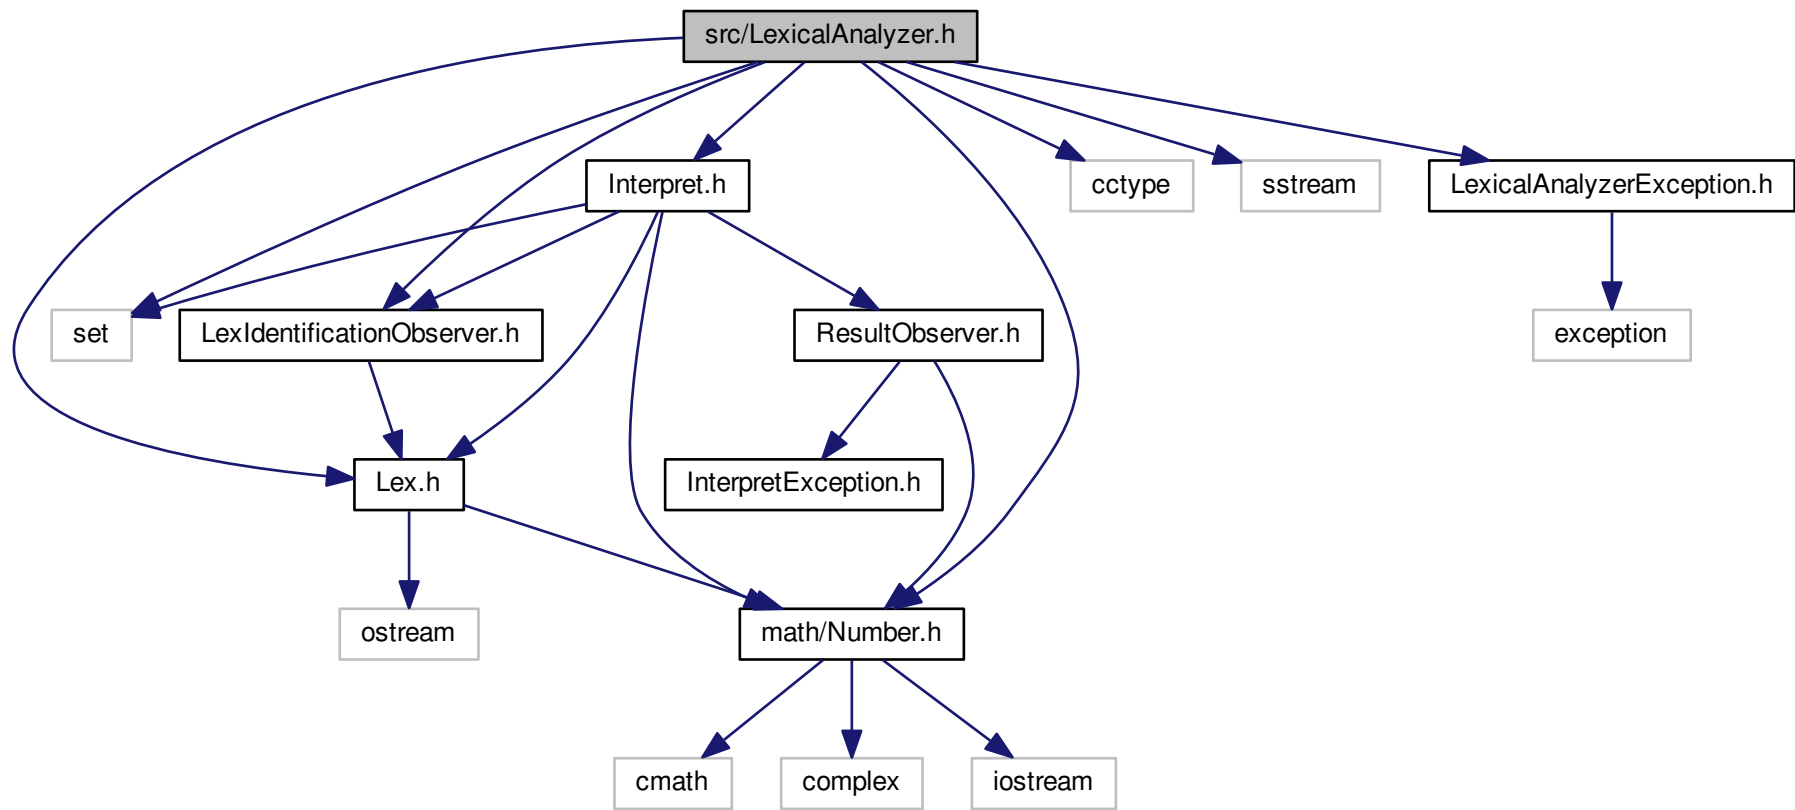 src/LexicalAnalyzer.h
Interpret.h
cctype
sstream
LexicalAnalyzerException.h
set
LexIdentificationObserver.h
ResultObserver.h
exception
Lex.h
InterpretException.h
ostream
math/Number.h
cmath
complex
iostream